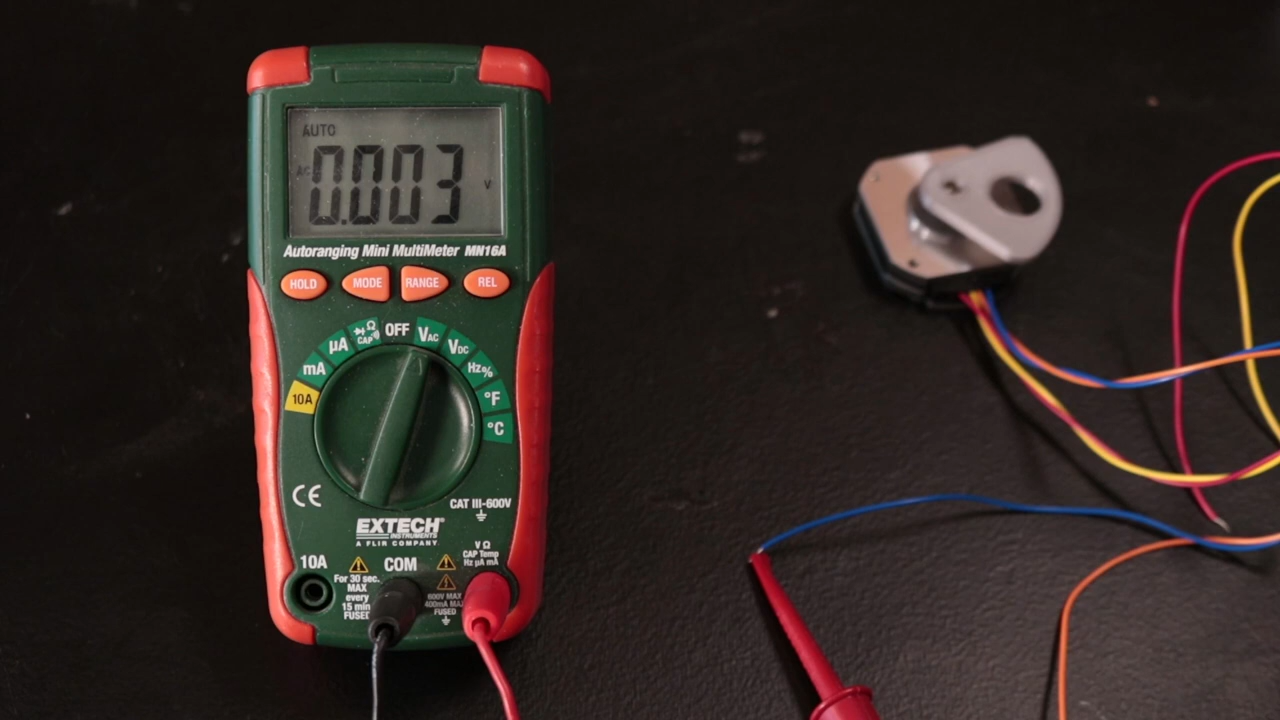 AUTO
AC 0.003 V
Autoranging Mini MultiMeter MN16A
HOLD MODE RANGE REL
OFF
VAC
VDC
Hz%
°F
°C
Ω
CAP
µA
mA
10A
CE
CAT III-600V
EXTECH®
INSTRUMENTS
A FLIR COMPANY
10A
COM
V Ω
CAP Temp
Hz µA mA
For 30 sec.
MAX
every
15 min
FUSED
600V MAX
400mA MAX
FUSED